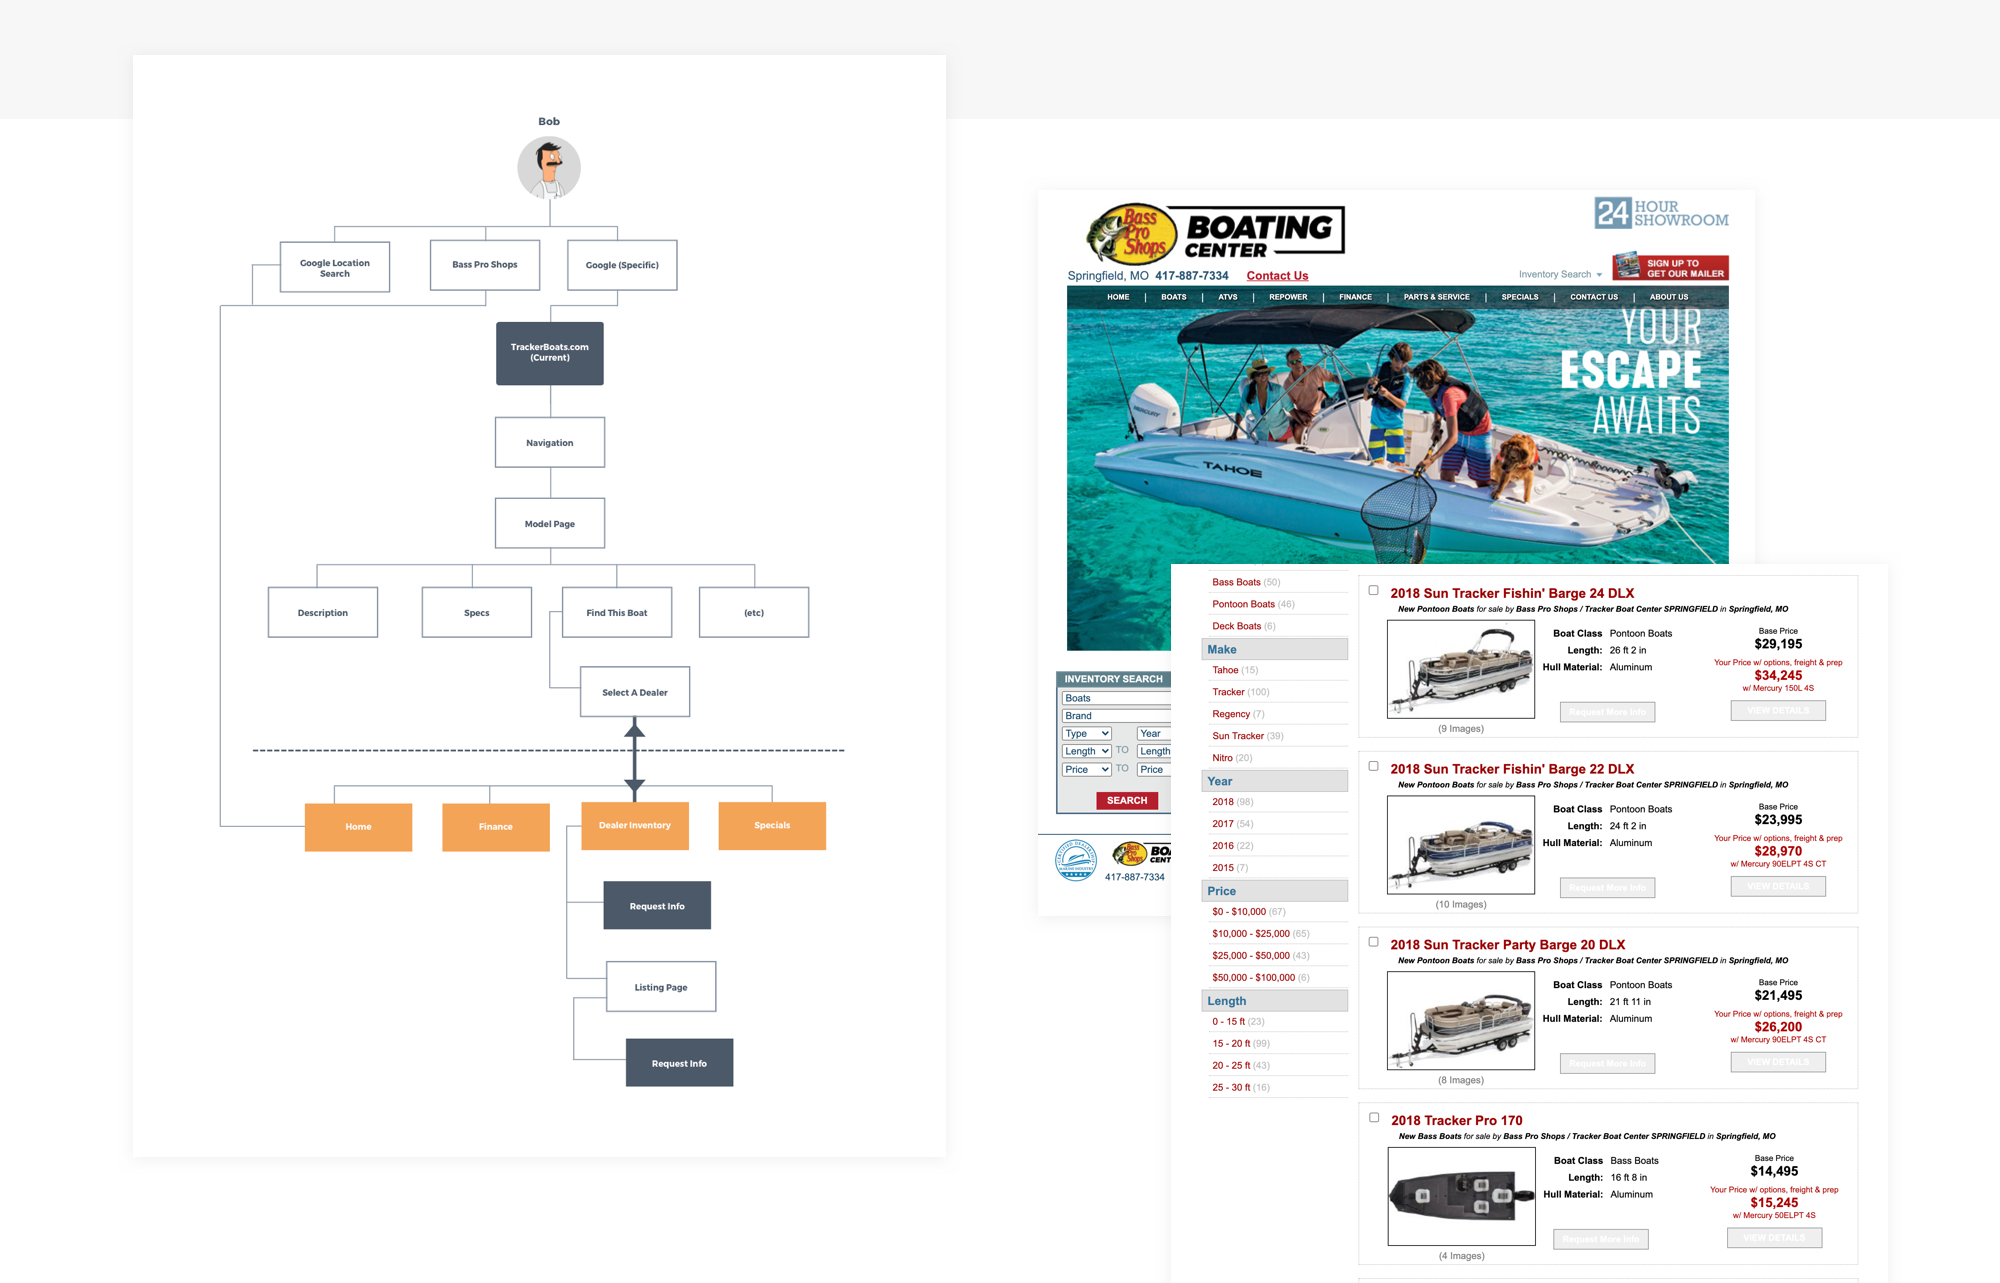 Bob
Google Location
Search
Bass Pro Shops
Google (Specific)
TrackerBoats.com
(Current)
Navigation
Model Page
Description
Specs
Find This Boat
(etc)
Select A Dealer
Home
Finance
Dealer Inventory
Specials
Request Info
Listing Page
Request Info
Bass
Pro
Shops
BOATING
CENTER
24 HOUR
SHOWROOM
Springfield, MO 417-887-7334 Contact Us
Inventory Search
SIGN UP TO
GET OUR MAILER
HOME | BOATS | ATVS | REPOWER | FINANCE | PARTS & SERVICE | SPECIALS | CONTACT US | ABOUT US
YOUR
ESCAPE
AWAITS
MERCURY
TAHOE
INVENTORY SEARCH
Boats
Brand
Type Year
Length TO Length
Price TO Price
SEARCH
Bass
Pro
Shops
BO
CENT
417-887-7334
Bass Boats (50)
Pontoon Boats (46)
Deck Boats (6)
Make
Tahoe (15)
Tracker (100)
Regency (7)
Sun Tracker (39)
Nitro (20)
Year
2018 (98)
2017 (54)
2016 (22)
2015 (7)
Price
$0 - $10,000 (67)
$10,000 - $25,000 (65)
$25,000 - $50,000 (43)
$50,000 - $100,000 (6)
Length
0 - 15 ft (23)
15 - 20 ft (99)
20 - 25 ft (43)
25 - 30 ft (16)
2018 Sun Tracker Fishin' Barge 24 DLX
New Pontoon Boats for sale by Bass Pro Shops / Tracker Boat Center SPRINGFIELD in Springfield, MO
Boat Class Pontoon Boats
Length: 26 ft 2 in
Hull Material: Aluminum
Base Price
$29,195
Your Price w/ options, freight & prep
$34,245
w/ Mercury 150L 4S
Request More Info
VIEW DETAILS
(9 Images)
2018 Sun Tracker Fishin' Barge 22 DLX
New Pontoon Boats for sale by Bass Pro Shops / Tracker Boat Center SPRINGFIELD in Springfield, MO
Boat Class Pontoon Boats
Length: 24 ft 2 in
Hull Material: Aluminum
Base Price
$23,995
Your Price w/ options, freight & prep
$28,970
w/ Mercury 90ELPT 4S CT
Request More Info
VIEW DETAILS
(10 Images)
2018 Sun Tracker Party Barge 20 DLX
New Pontoon Boats for sale by Bass Pro Shops / Tracker Boat Center SPRINGFIELD in Springfield, MO
Boat Class Pontoon Boats
Length: 21 ft 11 in
Hull Material: Aluminum
Base Price
$21,495
Your Price w/ options, freight & prep
$26,200
w/ Mercury 90ELPT 4S CT
Request More Info
VIEW DETAILS
(8 Images)
2018 Tracker Pro 170
New Bass Boats for sale by Bass Pro Shops / Tracker Boat Center SPRINGFIELD in Springfield, MO
Boat Class Bass Boats
Length: 16 ft 8 in
Hull Material: Aluminum
Base Price
$14,495
Your Price w/ options, freight & prep
$15,245
w/ Mercury 50ELPT 4S
Request More Info
VIEW DETAILS
(4 Images)